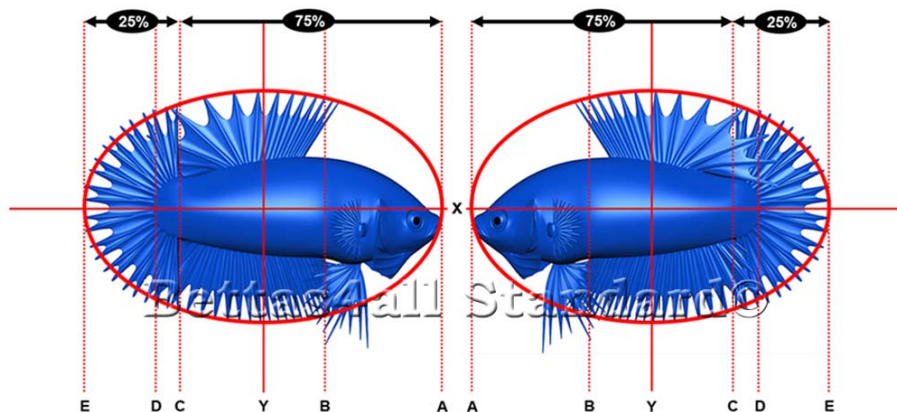 25% 75% 75% 25%
X
Bettas4all Standard©
E D C Y B A A B Y C D E